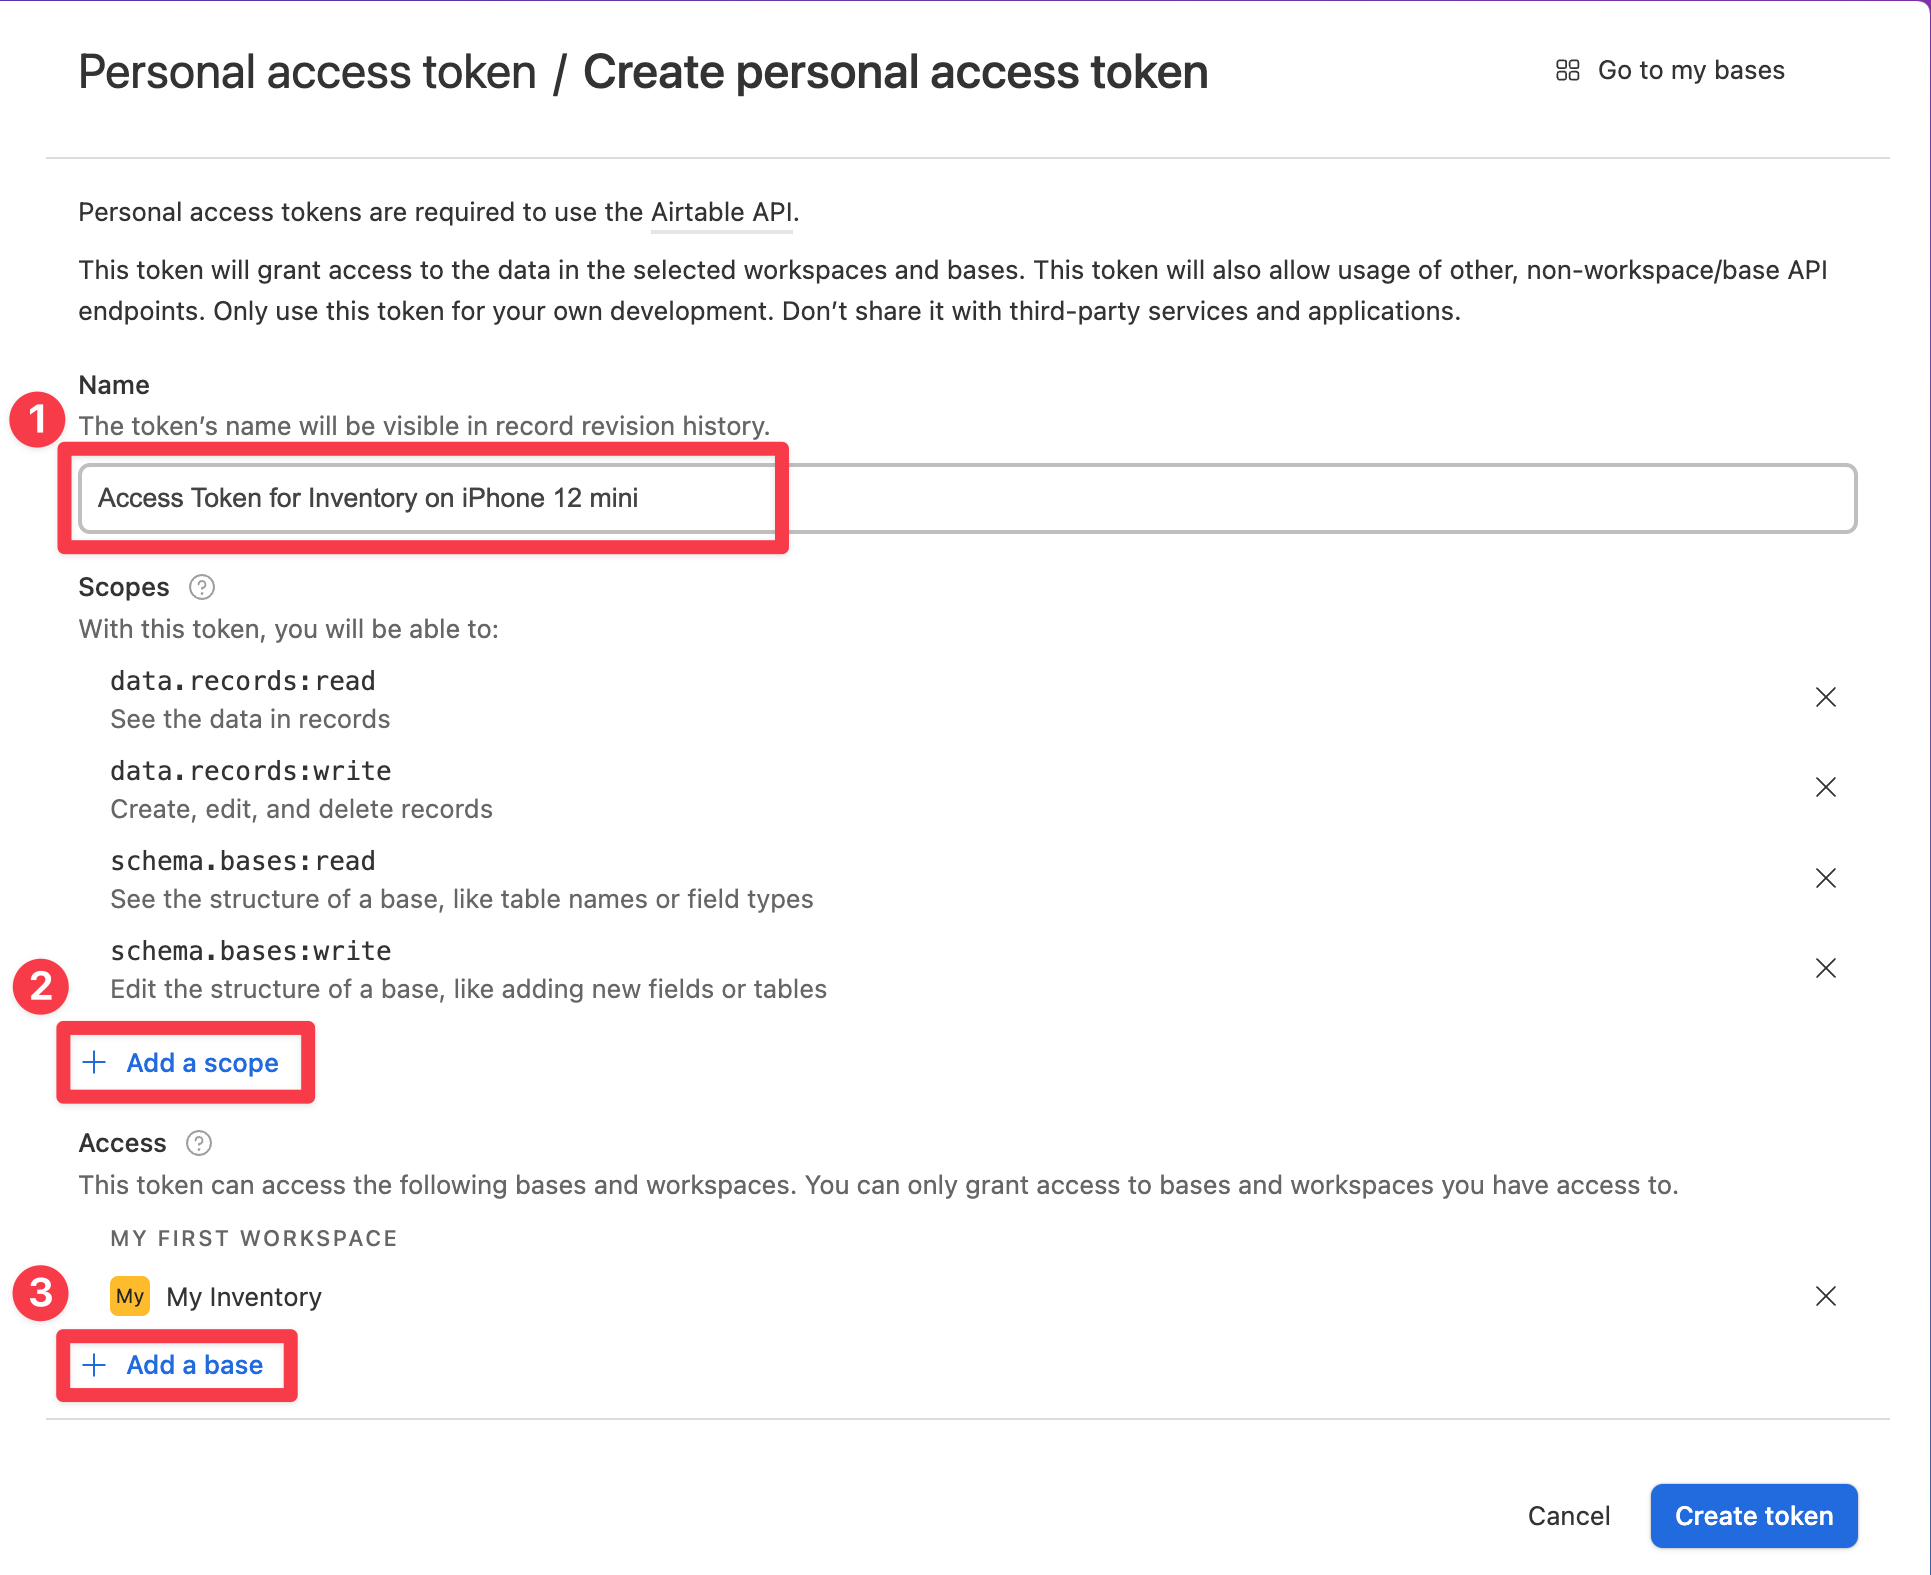 Personal access token / Create personal access token
Go to my bases
Personal access tokens are required to use the Airtable API.
This token will grant access to the data in the selected workspaces and bases. This token will also allow usage of other, non-workspace/base API
endpoints. Only use this token for your own development. Don’t share it with third-party services and applications.
Name
1
The token’s name will be visible in record revision history.
Access Token for Inventory on iPhone 12 mini
Scopes ?
With this token, you will be able to:
data.records:read
See the data in records
data.records:write
Create, edit, and delete records
schema.bases:read
See the structure of a base, like table names or field types
schema.bases:write
2
Edit the structure of a base, like adding new fields or tables
+ Add a scope
Access ?
This token can access the following bases and workspaces. You can only grant access to bases and workspaces you have access to.
MY FIRST WORKSPACE
3
My My Inventory
+ Add a base
Cancel
Create token